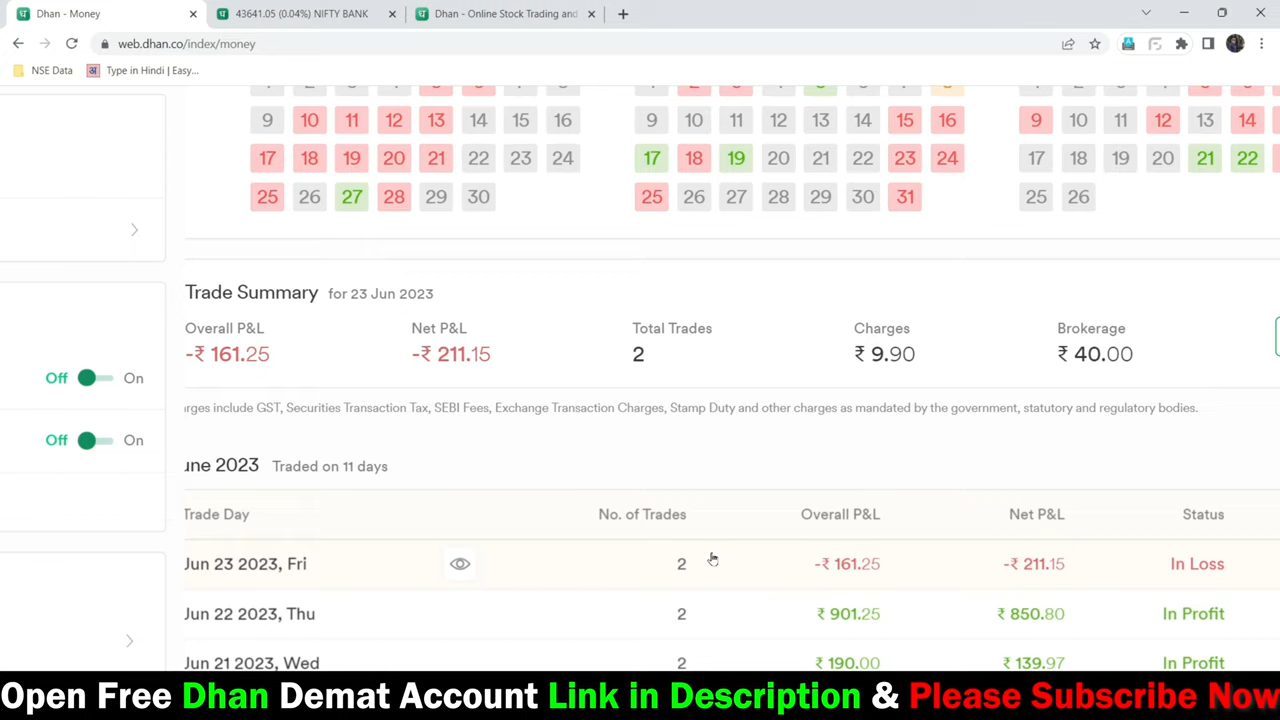 Dhan - Money
43641.05 (0.04%) NIFTY BANK
Dhan - Online Stock Trading and
web.dhan.co/index/money
NSE Data
Type in Hindi | Easy...
9 10 11 12 13 14 15 16 9 10 11 12 13 14 15 16 9 10 11 12 13 14
17 18 19 20 21 22 23 24 17 18 19 20 21 22 23 24 17 18 19 20 21 22
25 26 27 28 29 30 25 26 27 28 29 30 31 25 26
Trade Summary for 23 Jun 2023
Overall P&L Net P&L Total Trades Charges Brokerage
-₹ 161.25 -₹ 211.15 2 ₹ 9.90 ₹ 40.00
Off On
rges include GST, Securities Transaction Tax, SEBI Fees, Exchange Transaction Charges, Stamp Duty and other charges as mandated by the government, statutory and regulatory bodies.
Off On
une 2023 Traded on 11 days
Trade Day No. of Trades Overall P&L Net P&L Status
Jun 23 2023, Fri 2 -₹ 161.25 -₹ 211.15 In Loss
Jun 22 2023, Thu 2 ₹ 901.25 ₹ 850.80 In Profit
Jun 21 2023, Wed 2 ₹ 190.00 ₹ 139.97 In Profit
Open Free Dhan Demat Account Link in Description & Please Subscribe Now